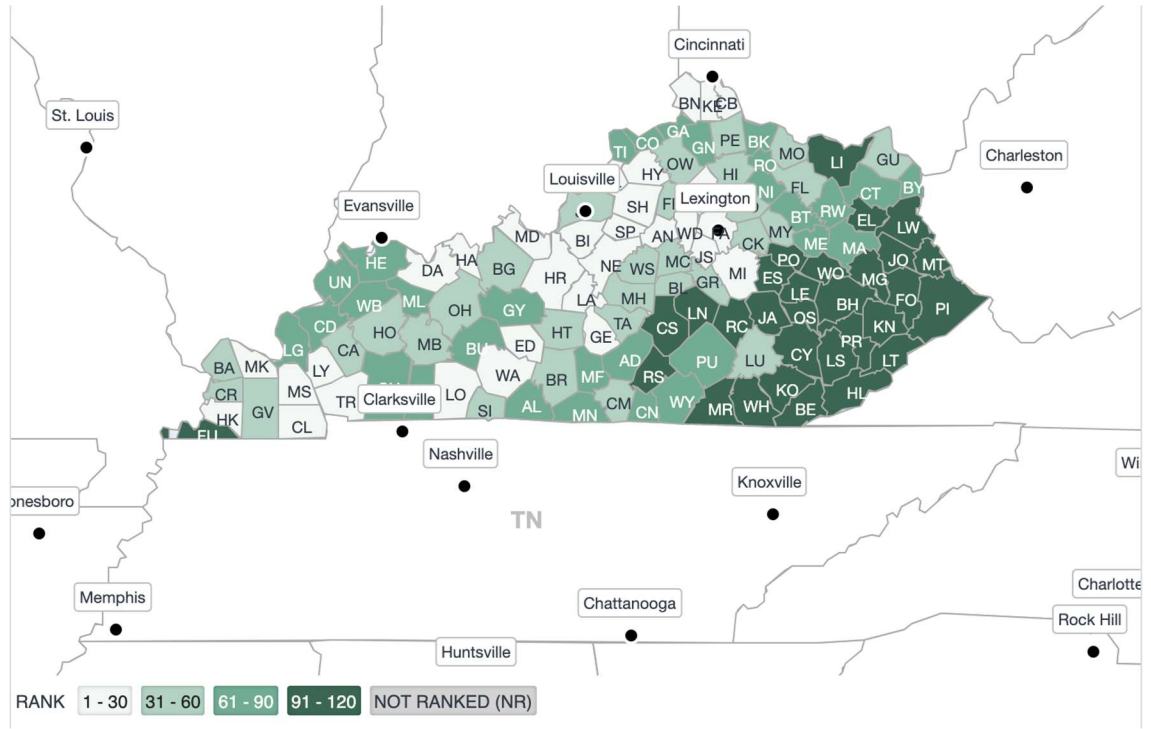 Cincinnati
BN KE CB
St. Louis
GA
TI CO GN PE BK
MO LI GU
Charleston
HY OW HI RO
Louisville
Lexington
NI FL CT BY
Evansville
SH
BT RW EL LW
MD BI SP AN WD FA CK MY
HE DA HA BG HR NE WS MC JS MI ME MA
PO WO JO MT
UN WB ML OH GY LA MH BL GR ES LE MG
CD HO MB HT GE TA CS LN RC JA OS BH FO PI
LG CA BU ED AD PU LU CY PR KN
BA MK LY WA BR MF RS LS LT
CR MS TR LO CM WY KO HL
Clarksville
HK GV CL SI AL MN CN MR WH BE
FU
Nashville
Wi
Knoxville
onesboro
TN
Memphis
Chattanooga
Charlotte
Rock Hill
Huntsville
RANK 1 - 30 31 - 60 61 - 90 91 - 120 NOT RANKED (NR)